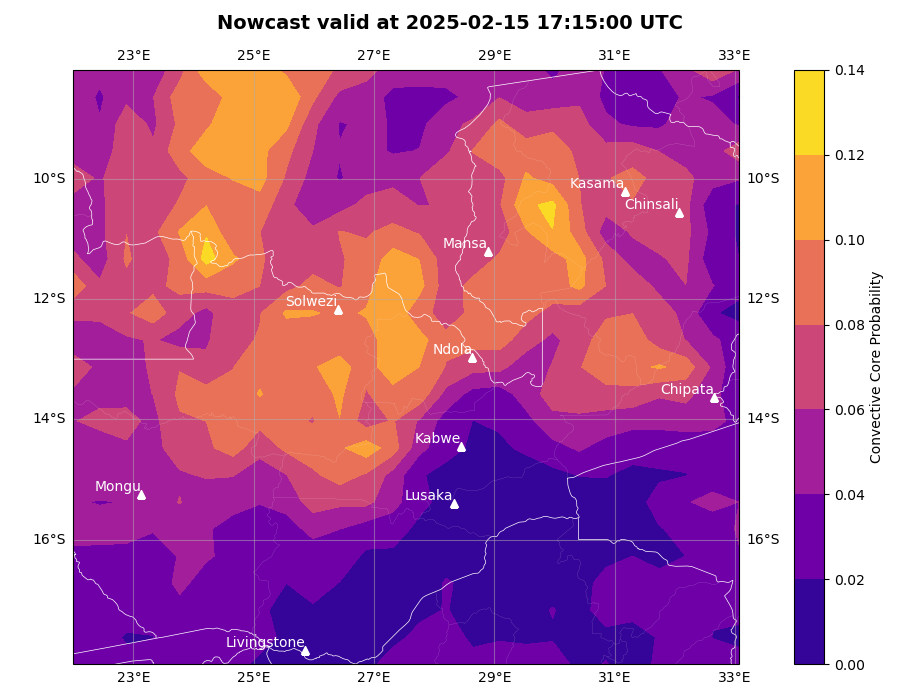 Nowcast valid at 2025-02-15 17:15:00 UTC
23°E 25°E 27°E 29°E 31°E 33°E
0.14
0.12
10°S Kasama 10°S
Chinsali
0.10
Mansa
12°S Solwezi 12°S
0.08
Ndola
Chipata
14°S 14°S
0.06
Kabwe
Mongu
Lusaka
0.04
16°S 16°S
0.02
Livingstone
0.00
23°E 25°E 27°E 29°E 31°E 33°E
Convective Core Probability